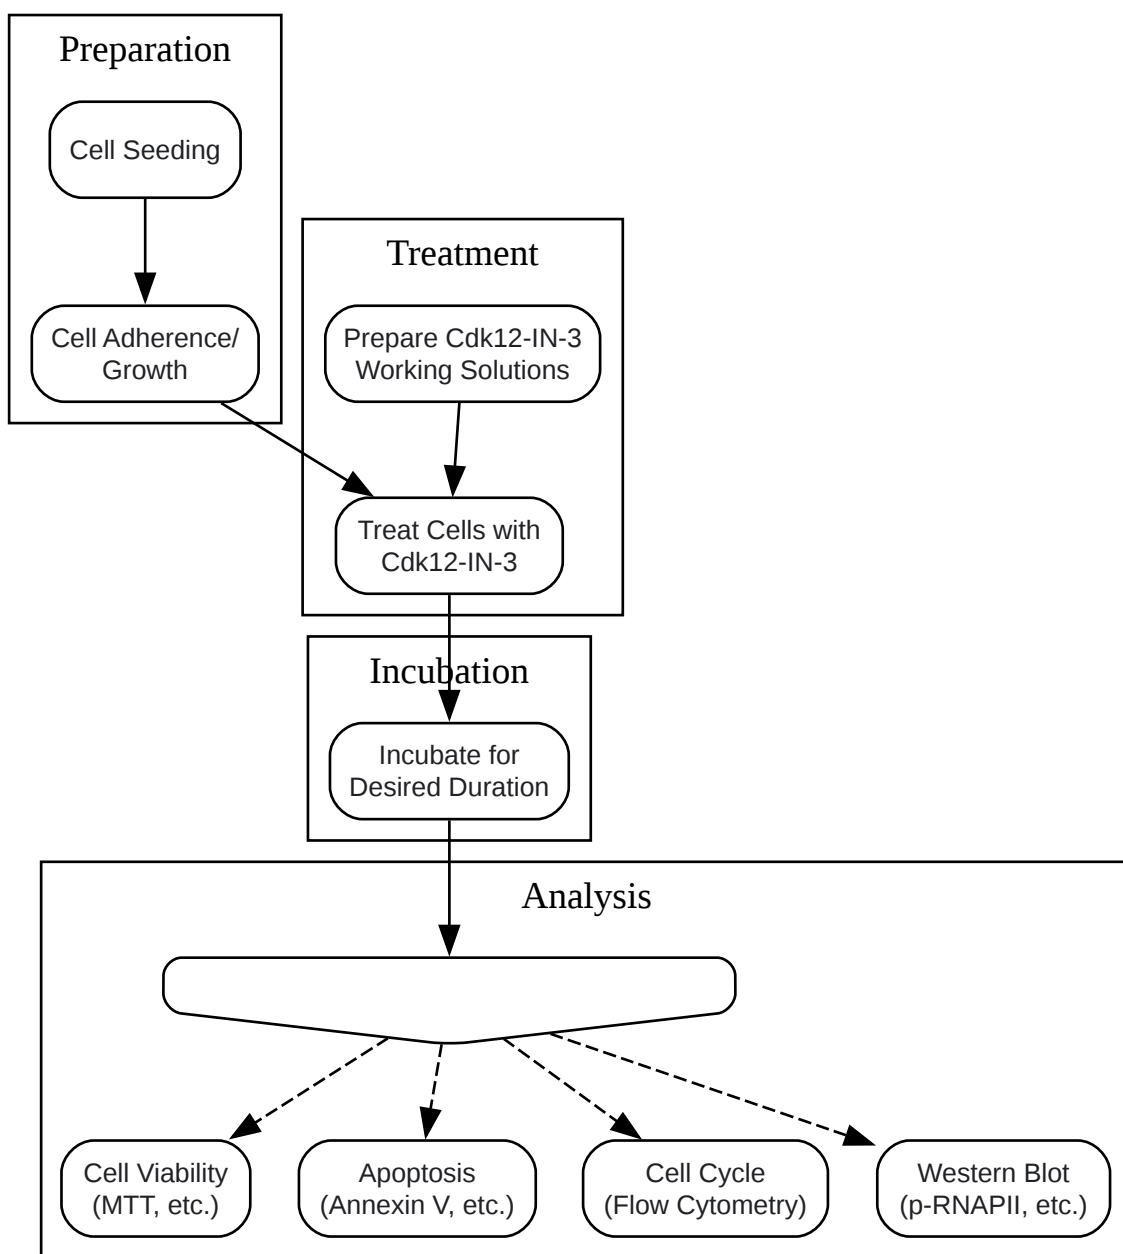 Preparation
Cell Seeding
Cell Adherence/
Growth
Treatment
Prepare Cdk12-IN-3
Working Solutions
Treat Cells with
Cdk12-IN-3
Incubation
Incubate for
Desired Duration
Analysis
Cell Viability
(MTT, etc.)
Apoptosis
(Annexin V, etc.)
Cell Cycle
(Flow Cytometry)
Western Blot
(p-RNAPII, etc.)